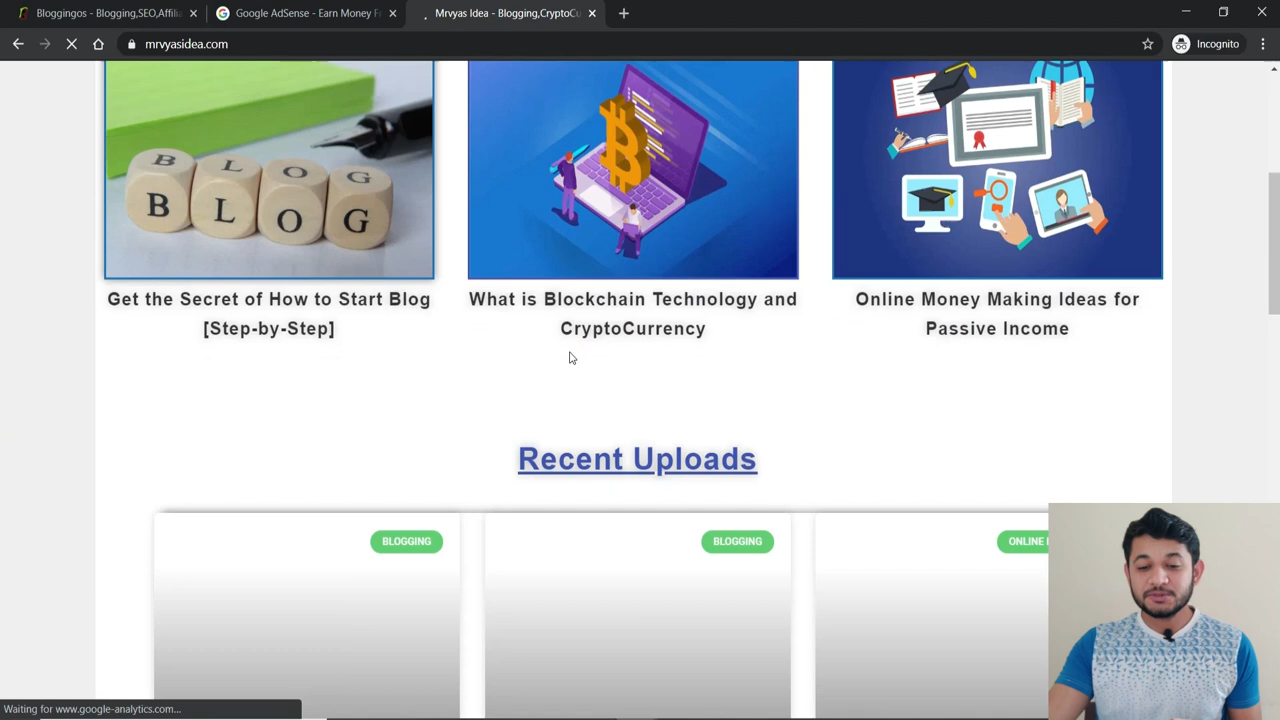 Bloggingos - Blogging,SEO,Affilia
Google AdSense - Earn Money F
Mrvyas Idea - Blogging,CryptoCu
mrvyasidea.com
Incognito
B L O G
B L O G
Get the Secret of How to Start Blog
[Step-by-Step]
What is Blockchain Technology and
CryptoCurrency
Online Money Making Ideas for
Passive Income
Recent Uploads
BLOGGING
BLOGGING
ONLINE
Waiting for www.google-analytics.com...